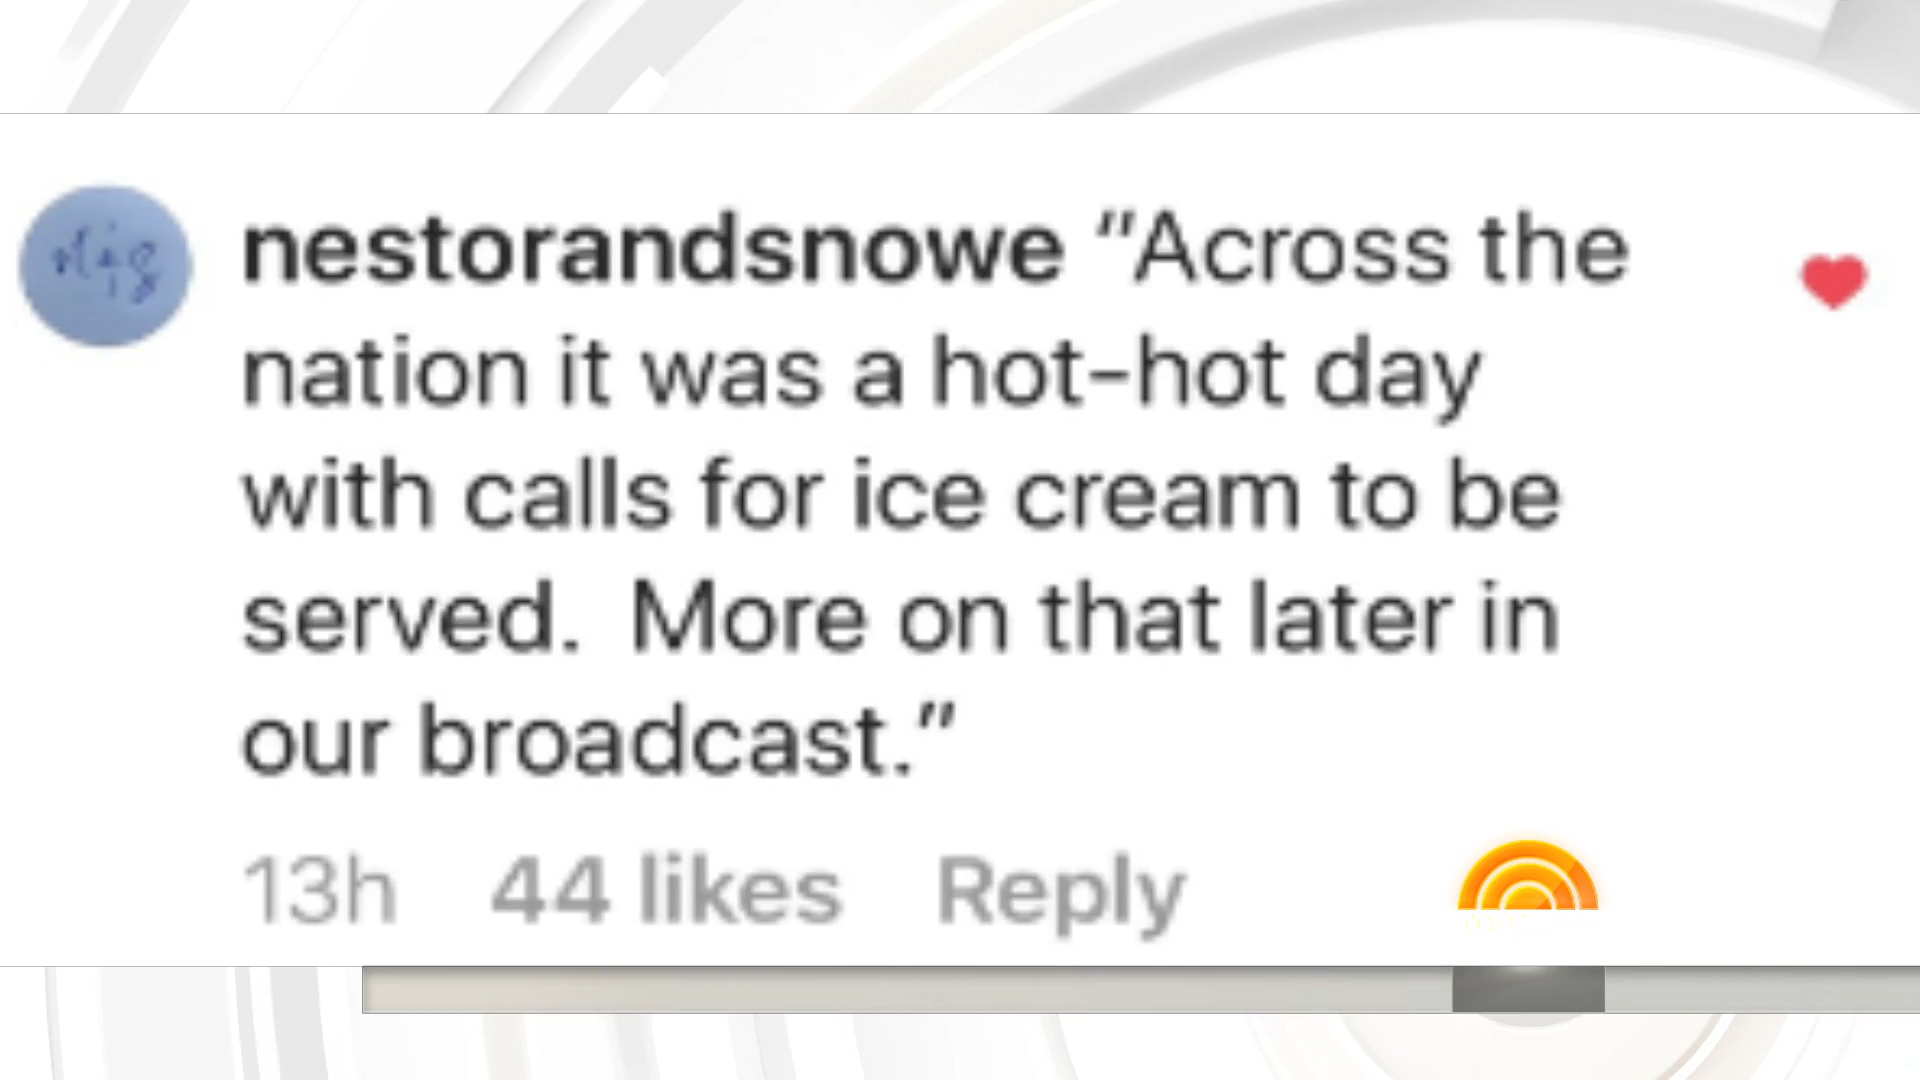 nestorandsnowe “Across the
nation it was a hot-hot day
with calls for ice cream to be
served.  More on that later in
our broadcast.”
13h 44 likes Reply